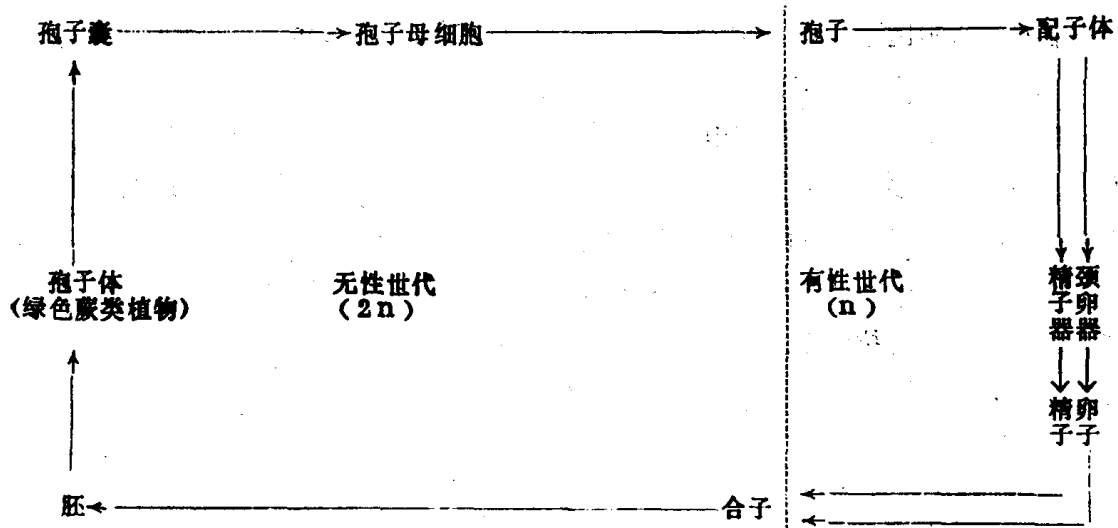 孢子囊
孢子母细胞
孢子
配子体
孢子体
(绿色蕨类植物)
无性世代
(2n)
有性世代
(n)
精子器
颈卵器
精子
卵子
胚
合子